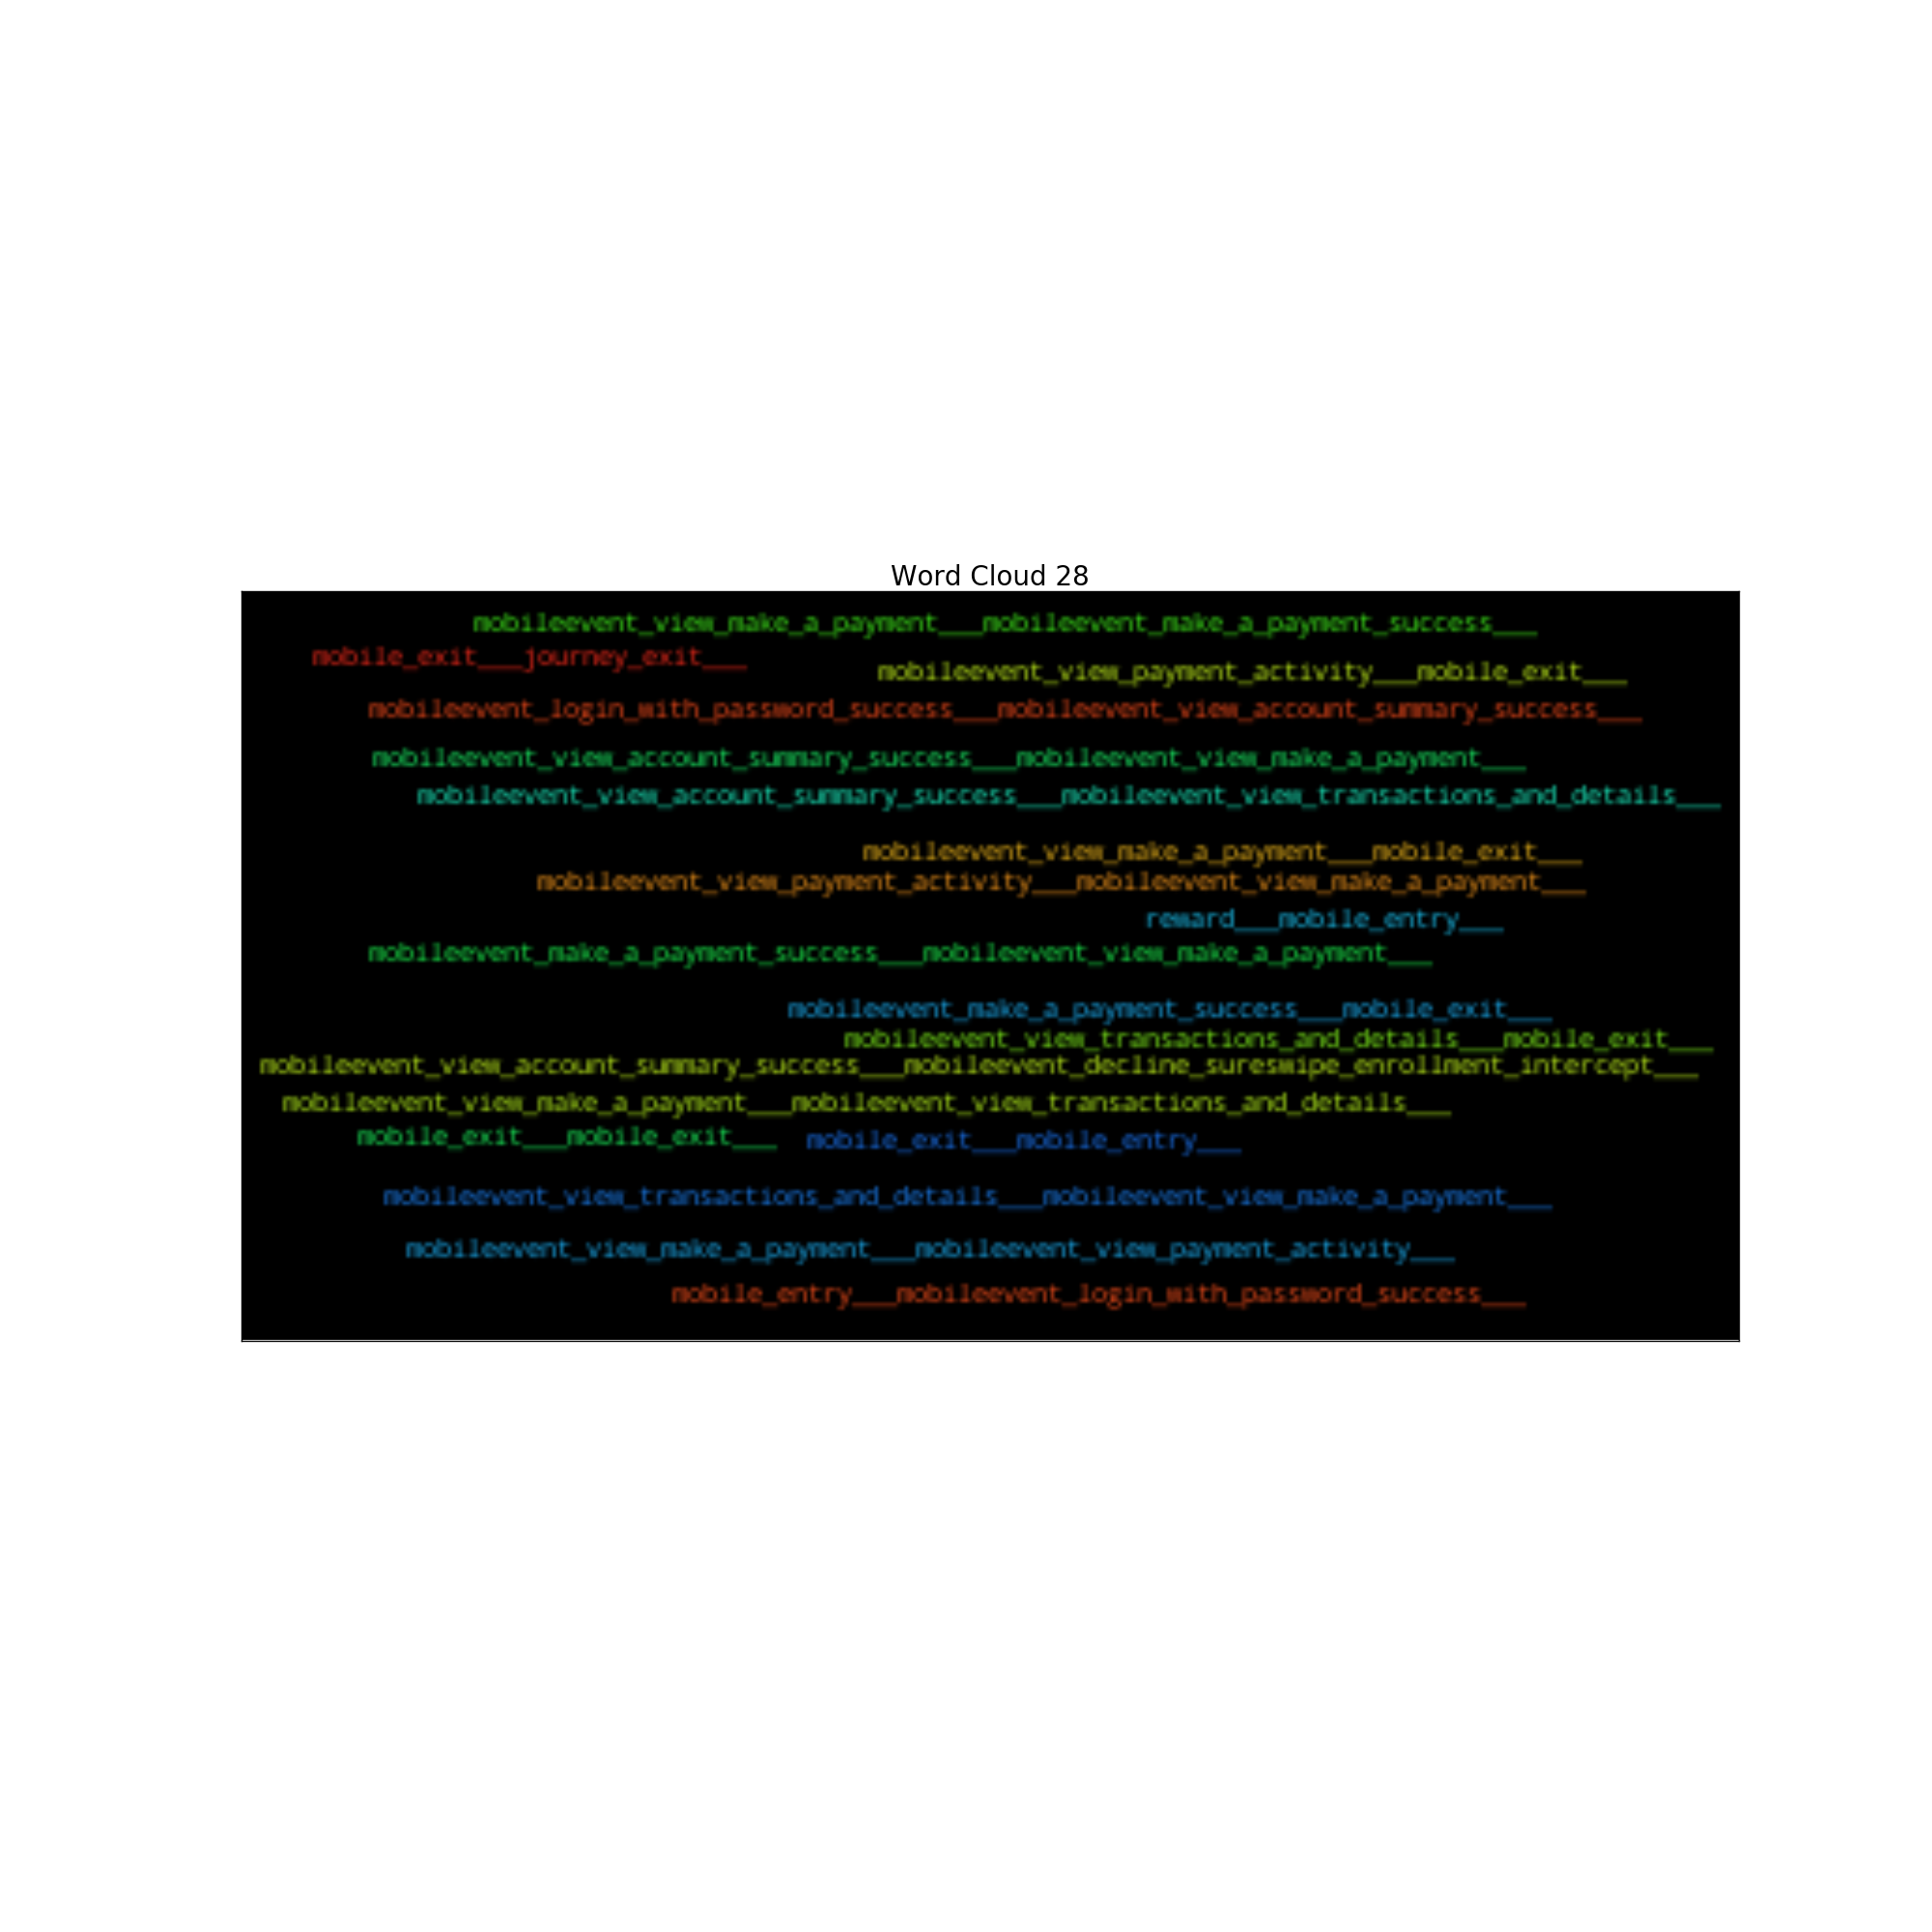 Word Cloud 28
mobileevent_view_make_a_payment___mobileevent_make_a_payment_success___
mobile_exit___journey_exit___
mobileevent_view_payment_activity___mobile_exit___
mobileevent_login_with_password_success___mobileevent_view_account_summary_success___
mobileevent_view_account_summary_success___mobileevent_view_make_a_payment___
mobileevent_view_account_summary_success___mobileevent_view_transactions_and_details___
mobileevent_view_make_a_payment___mobile_exit___
mobileevent_view_payment_activity___mobileevent_view_make_a_payment___
reward___mobile_entry___
mobileevent_make_a_payment_success___mobileevent_view_make_a_payment___
mobileevent_make_a_payment_success___mobile_exit___
mobileevent_view_transactions_and_details___mobile_exit___
mobileevent_view_account_summary_success___mobileevent_decline_sureswipe_enrollment_intercept___
mobileevent_view_make_a_payment___mobileevent_view_transactions_and_details___
mobile_exit___mobile_exit___ mobile_exit___mobile_entry___
mobileevent_view_transactions_and_details___mobileevent_view_make_a_payment___
mobileevent_view_make_a_payment___mobileevent_view_payment_activity___
mobile_entry___mobileevent_login_with_password_success___